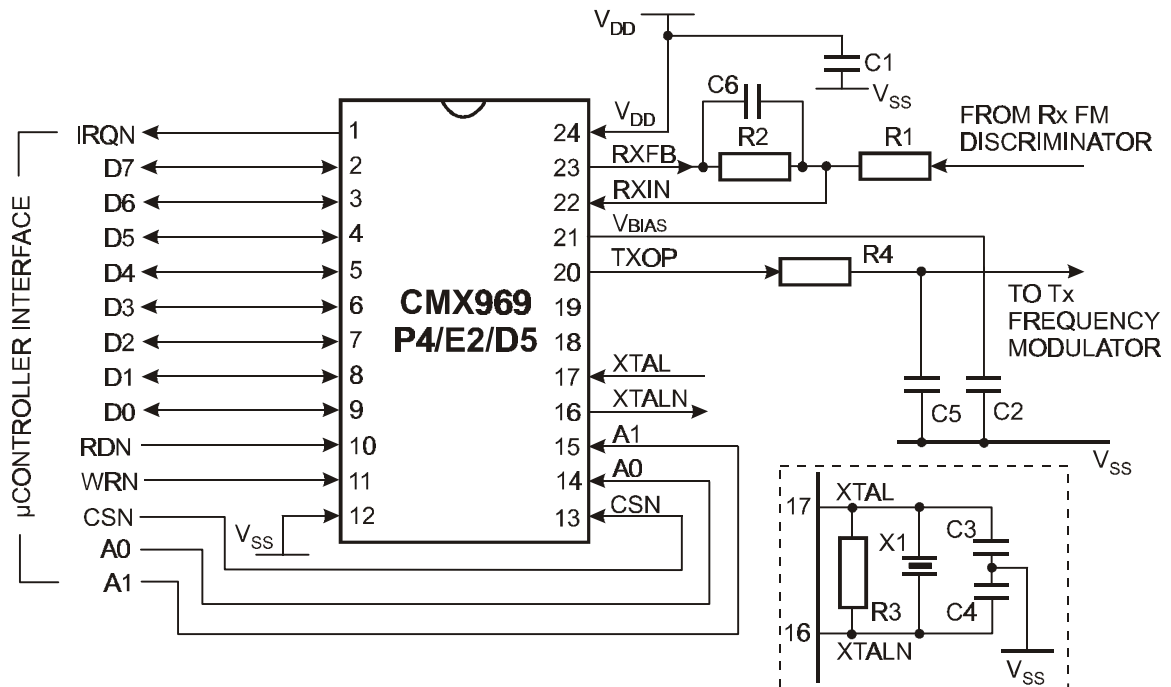 VDD
C1
VSS
C6
VDD
R2
R1
FROM Rx FM
DISCRIMINATOR
µCONTROLLER INTERFACE
IRQN
1
24
D7
2
23
RXFB
D6
3
22
RXIN
D5
4
21
VBIAS
D4
5
20
TXOP
R4
D3
6
19
D2
7
18
D1
8
17
XTAL
D0
9
16
XTALN
RDN
10
15
A1
WRN
11
14
A0
CSN
12
13
CSN
VSS
A0
A1
CMX969
P4/E2/D5
TO Tx
FREQUENCY
MODULATOR
C5
C2
VSS
17
XTAL
X1
C3
R3
C4
16
XTALN
VSS